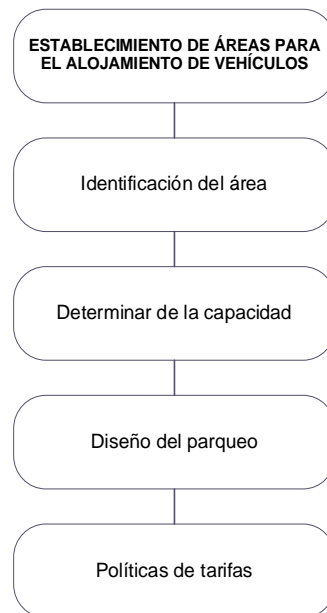 ESTABLECIMIENTO DE ÁREAS PARA
EL ALOJAMIENTO DE VEHÍCULOS
Identificación del área
Determinar de la capacidad
Diseño del parqueo
Políticas de tarifas